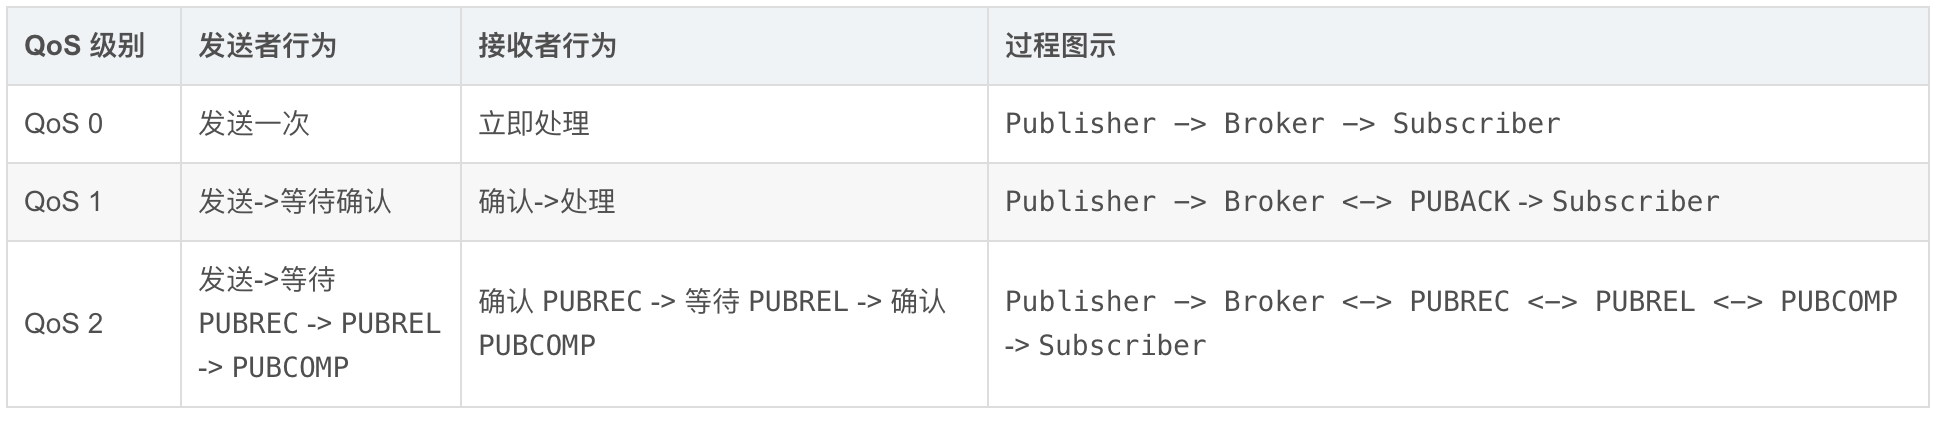 QoS 级别 发送者行为 接收者行为 过程图示
QoS 0 发送一次 立即处理 Publisher —> Broker —> Subscriber
QoS 1 发送->等待确认 确认->处理 Publisher —> Broker <—> PUBACK -> Subscriber
QoS 2
发送->等待
PUBREC -> PUBREL
-> PUBCOMP
确认 PUBREC -> 等待 PUBREL -> 确认
PUBCOMP
Publisher —> Broker <—> PUBREC <—> PUBREL <—> PUBCOMP
-> Subscriber